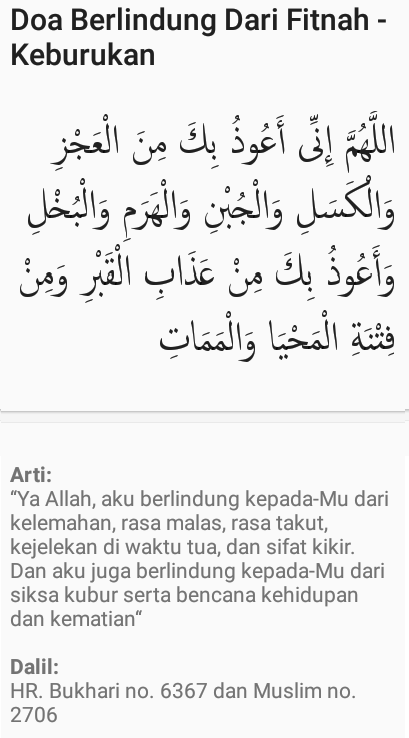 Doa Berlindung Dari Fitnah -
Keburukan
اللَّهُمَّ إِنِّى أَعُوذُ بِكَ مِنَ الْعَجْزِ
وَالْكَسَلِ وَالْجُبْنِ وَالْهَرَمِ وَالْبُخْلِ
وَأَعُوذُ بِكَ مِنْ عَذَابِ الْقَبْرِ وَمِنْ
فِتْنَةِ الْمَحْيَا وَالْمَمَاتِ
Arti:
“Ya Allah, aku berlindung kepada-Mu dari
kelemahan, rasa malas, rasa takut,
kejelekan di waktu tua, dan sifat kikir.
Dan aku juga berlindung kepada-Mu dari
siksa kubur serta bencana kehidupan
dan kematian“
Dalil:
HR. Bukhari no. 6367 dan Muslim no.
2706